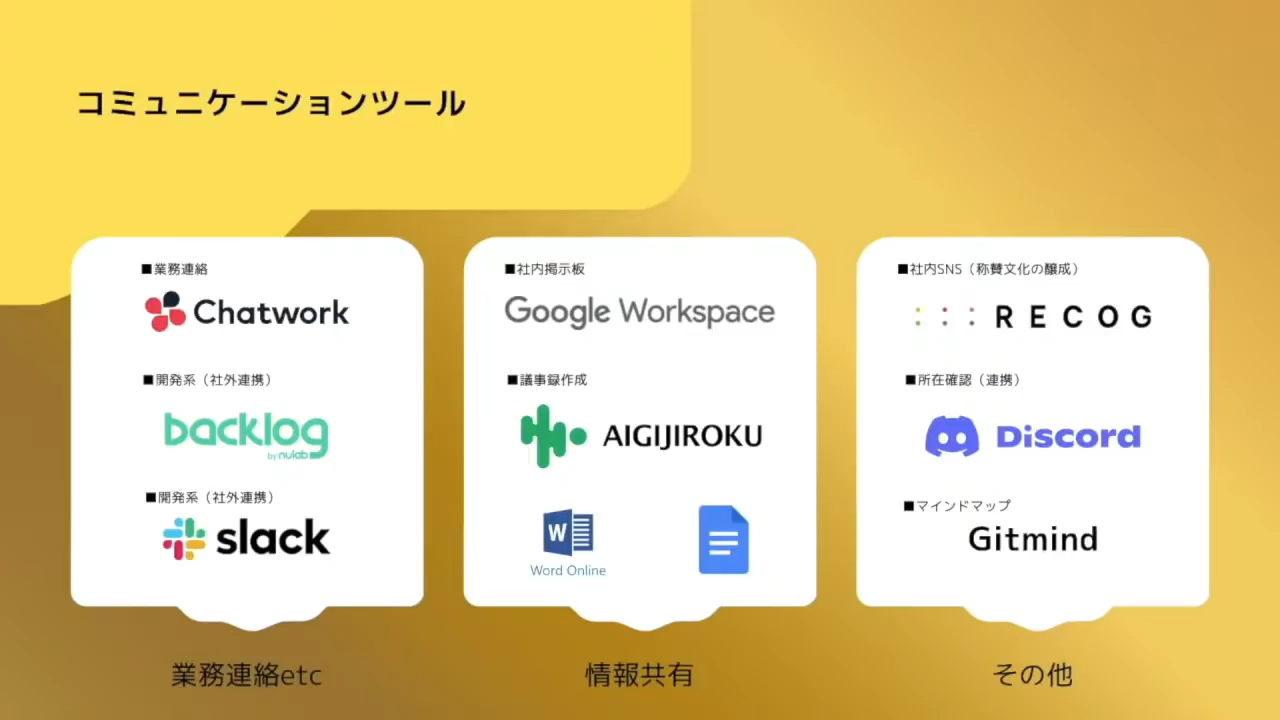 コミュニケーションツール
■業務連絡
Chatwork
■開発系（社外連携）
backlog
by nulab
■開発系（社外連携）
slack
業務連絡etc
■社内掲示板
Google Workspace
■議事録作成
AIGIJIROKU
W
Word Online
情報共有
■社内SNS（称賛文化の醸成）
RECOG
■所在確認（連携）
Discord
■マインドマップ
Gitmind
その他